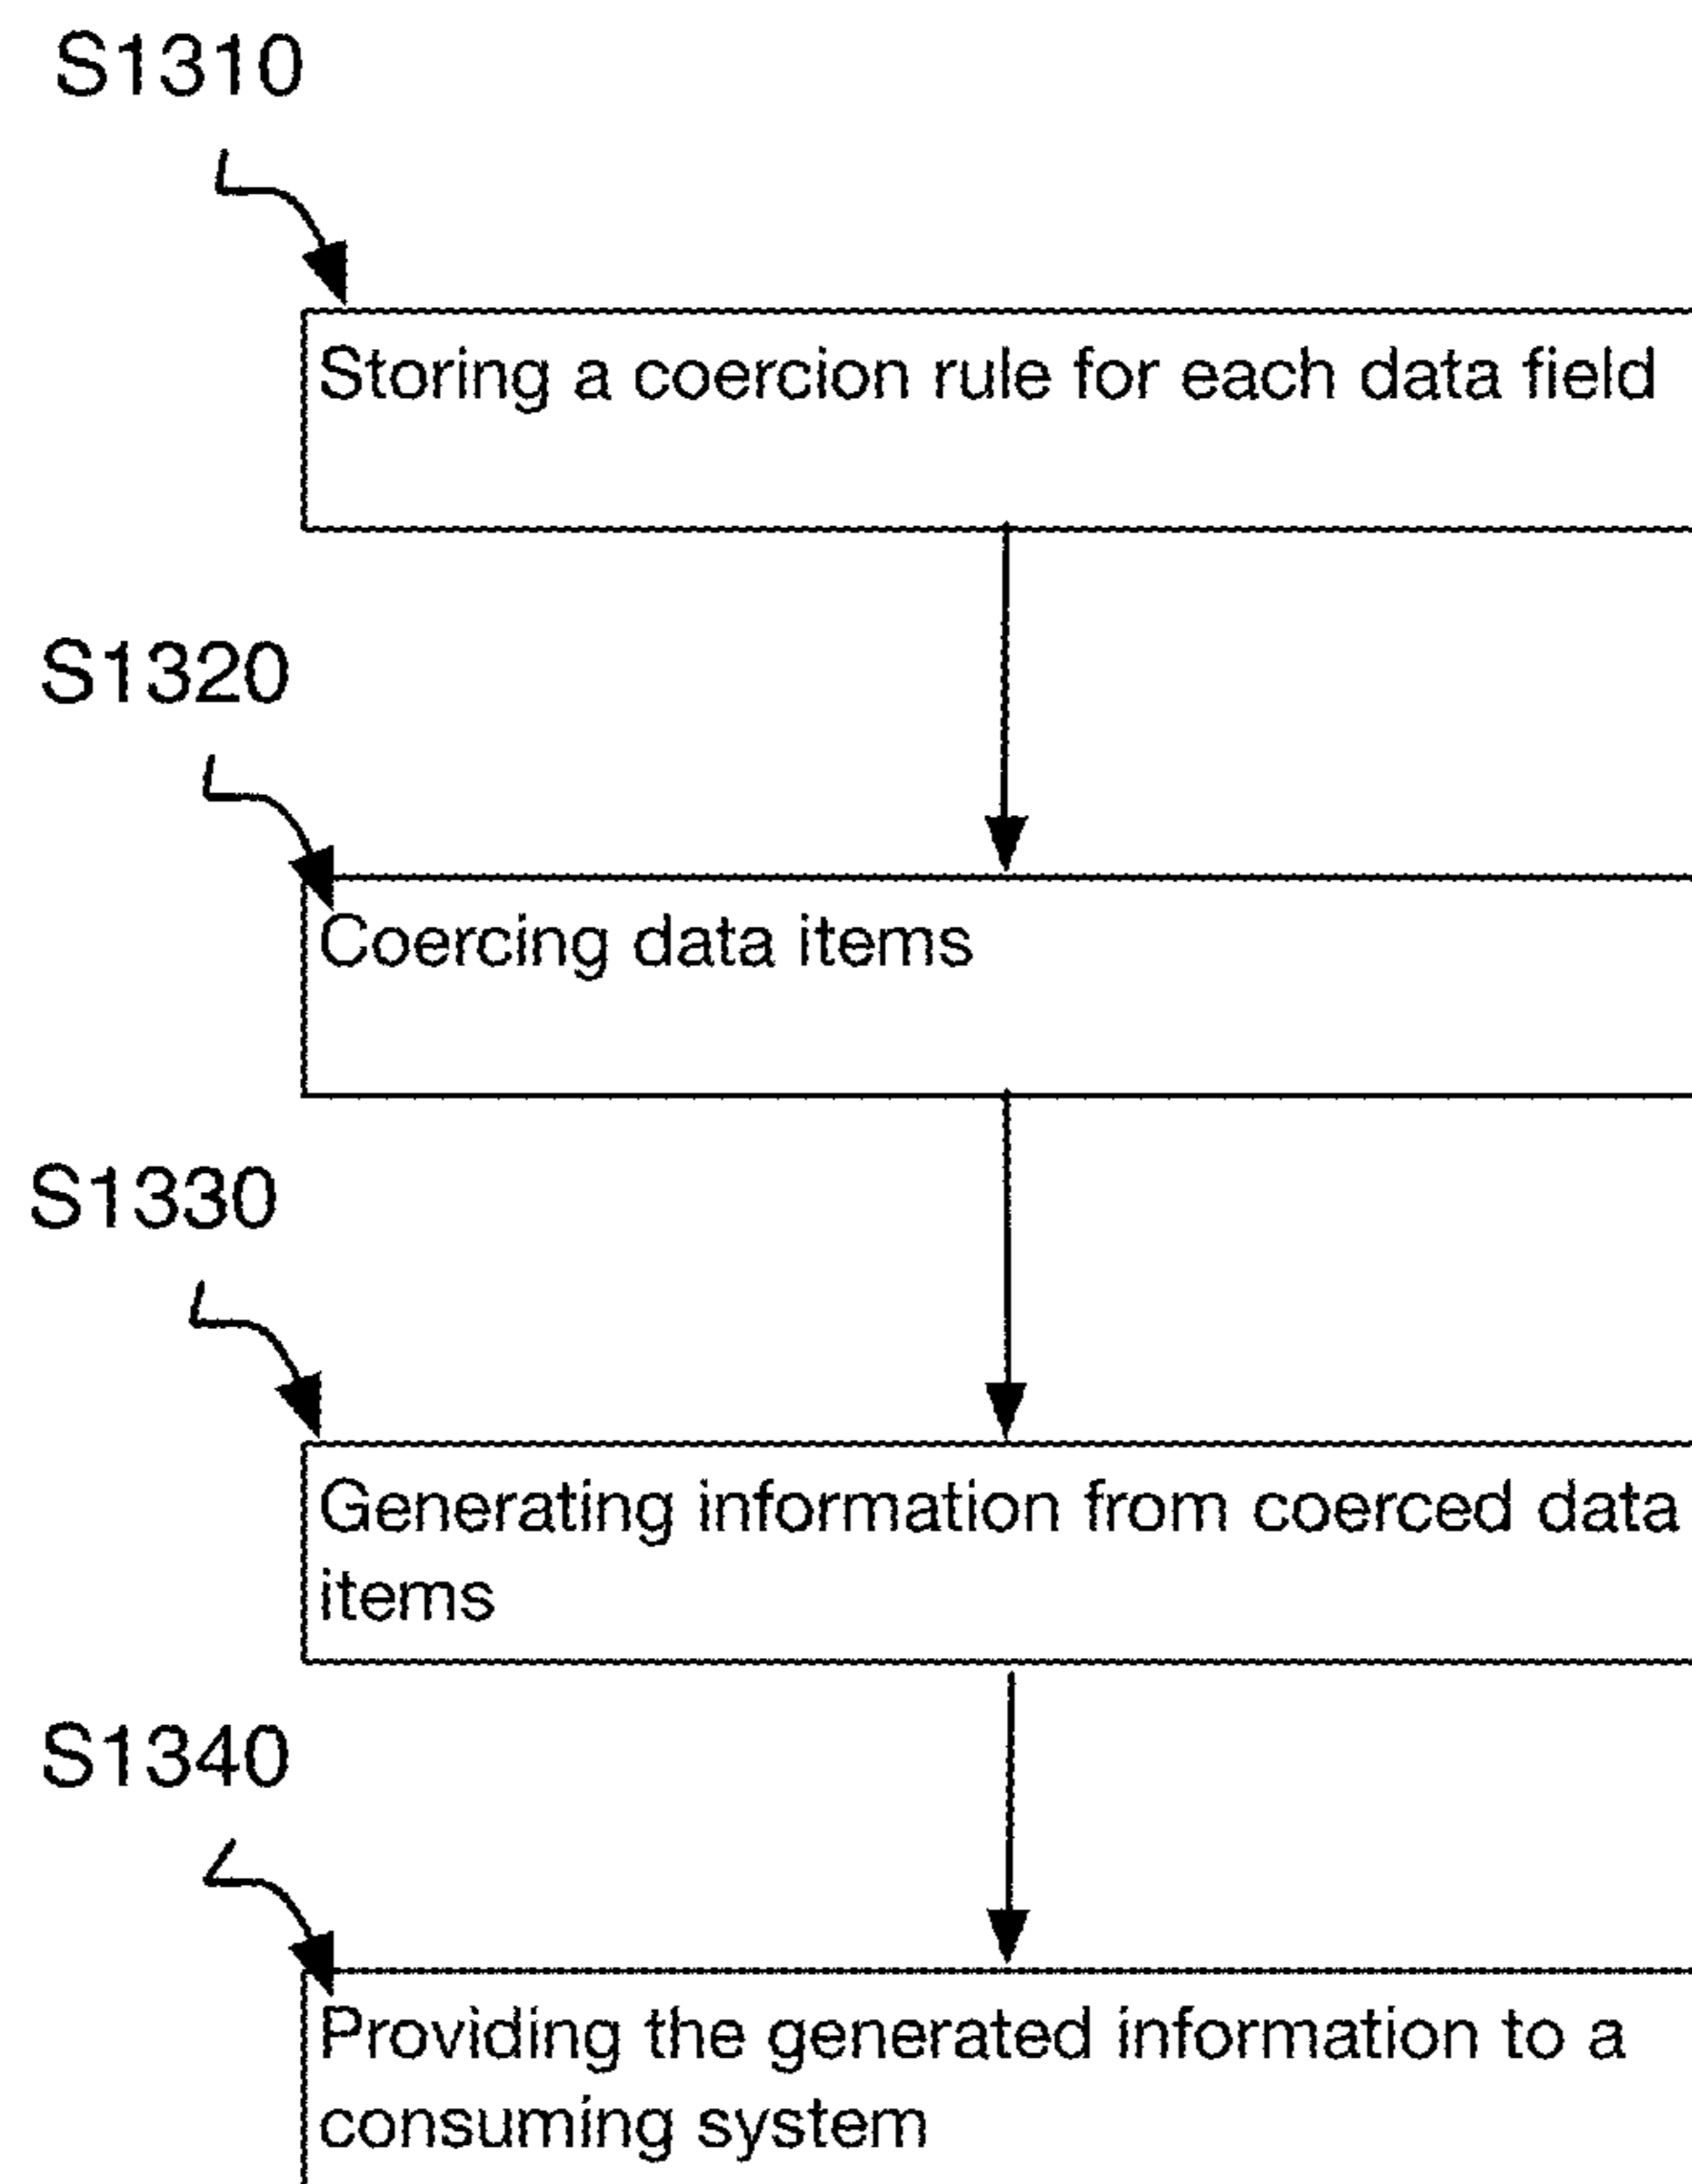 S1310
Storing a coercion rule for each data field
S1320
Coercing data items
S1330
Generating information from coerced data
items
S1340
Providing the generated information to a
consuming system